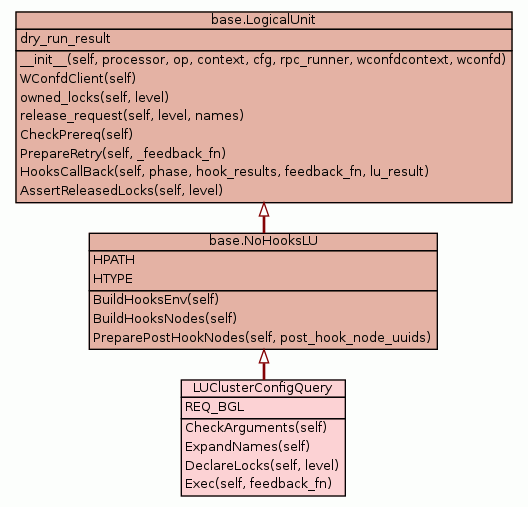 base.LogicalUnit
dry_run_result
__init__(self, processor, op, context, cfg, rpc_runner, wconfdcontext, wconfd)
WConfdClient(self)
owned_locks(self, level)
release_request(self, level, names)
CheckPrereq(self)
PrepareRetry(self, _feedback_fn)
HooksCallBack(self, phase, hook_results, feedback_fn, lu_result)
AssertReleasedLocks(self, level)
base.NoHooksLU
HPATH
HTYPE
BuildHooksEnv(self)
BuildHooksNodes(self)
PreparePostHookNodes(self, post_hook_node_uuids)
LUClusterConfigQuery
REQ_BGL
CheckArguments(self)
ExpandNames(self)
DeclareLocks(self, level)
Exec(self, feedback_fn)